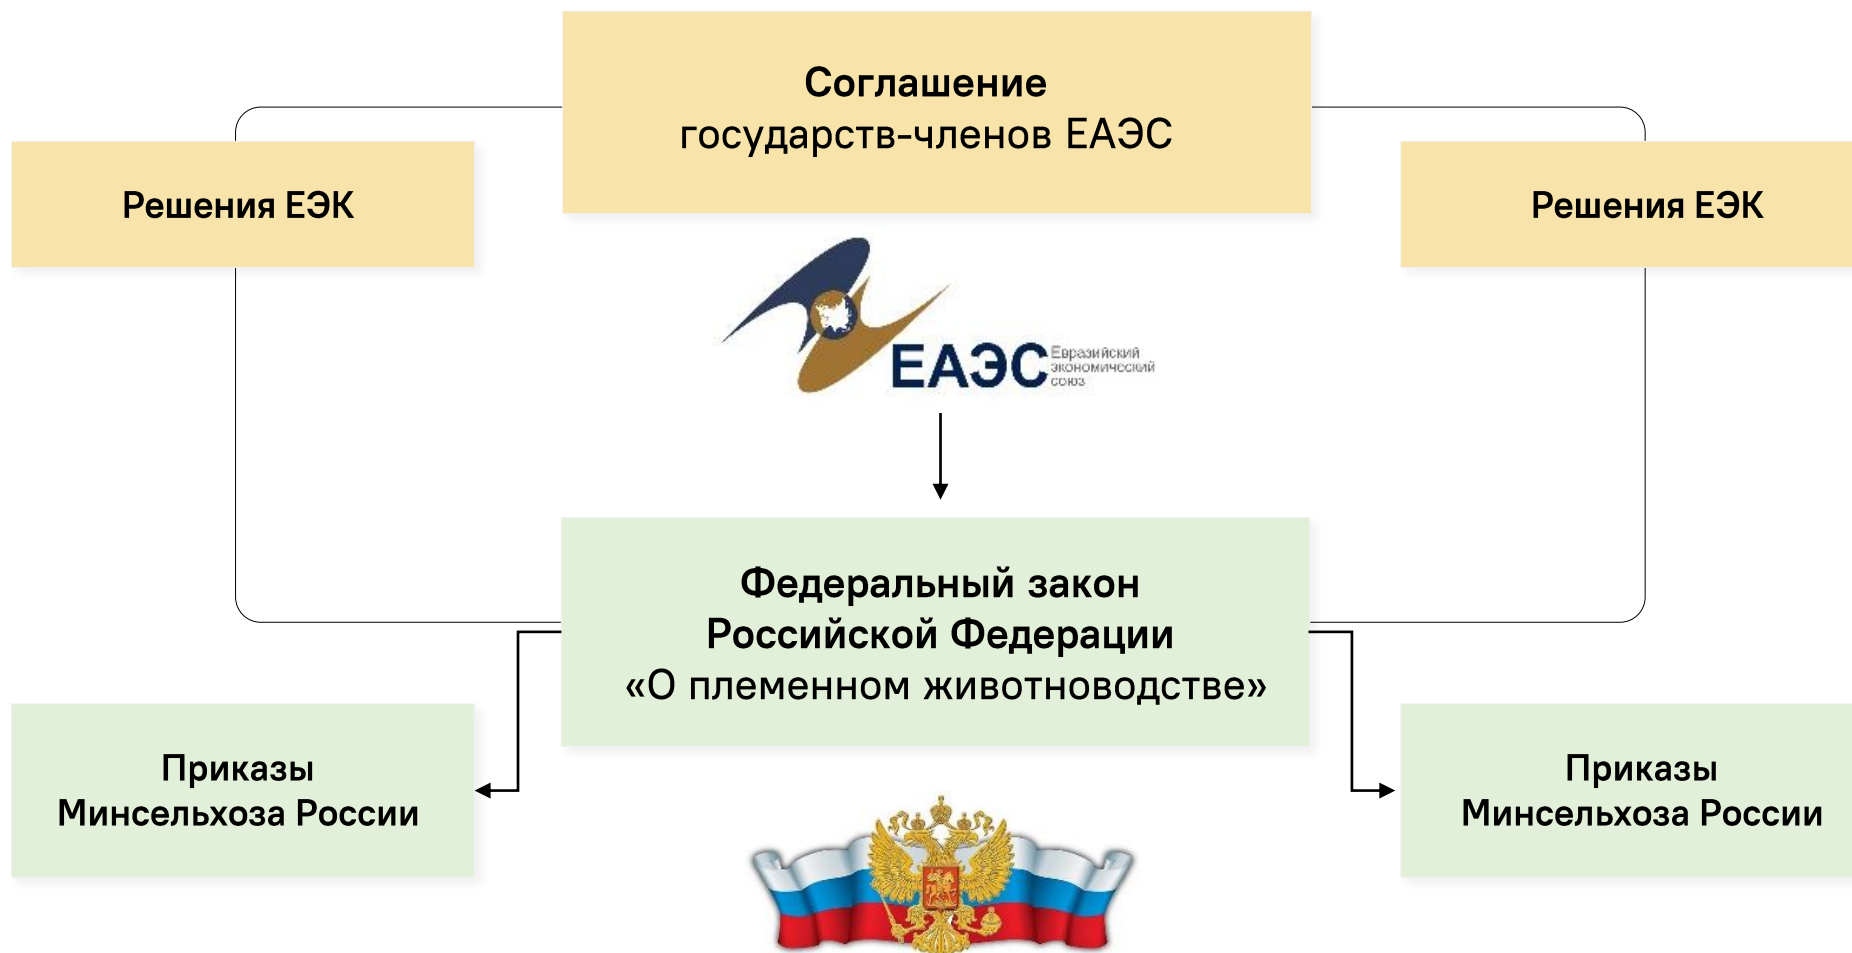 Соглашение
государств-членов ЕАЭС
Решения ЕЭК
Решения ЕЭК
ЕАЭС
Евразийский
экономический
союз
Федеральный закон
Российской Федерации
«О племенном животноводстве»
Приказы
Минсельхоза России
Приказы
Минсельхоза России